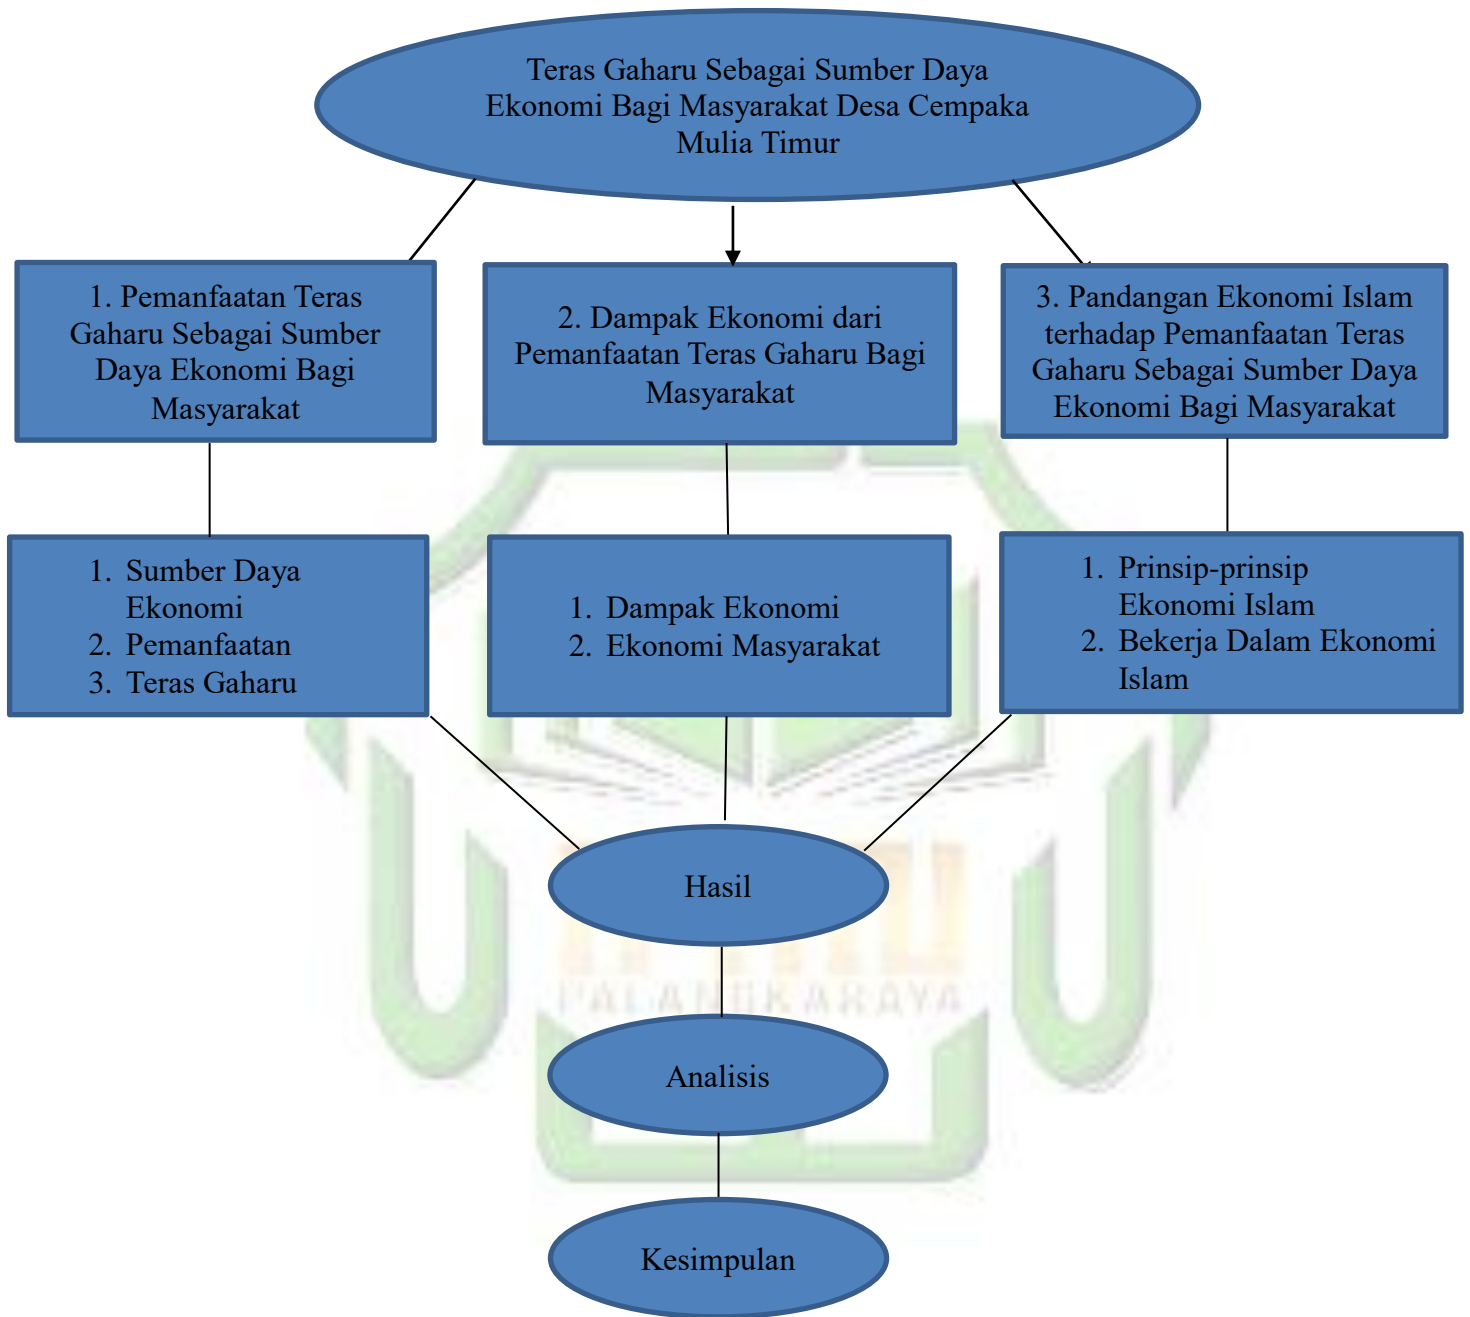 Teras Gaharu Sebagai Sumber Daya
Ekonomi Bagi Masyarakat Desa Cempaka
Mulia Timur
1. Pemanfaatan Teras
Gaharu Sebagai Sumber
Daya Ekonomi Bagi
Masyarakat
2. Dampak Ekonomi dari
Pemanfaatan Teras Gaharu Bagi
Masyarakat
3. Pandangan Ekonomi Islam
terhadap Pemanfaatan Teras
Gaharu Sebagai Sumber Daya
Ekonomi Bagi Masyarakat
1. Sumber Daya
Ekonomi
2. Pemanfaatan
3. Teras Gaharu
1. Dampak Ekonomi
2. Ekonomi Masyarakat
1. Prinsip-prinsip
Ekonomi Islam
2. Bekerja Dalam Ekonomi
Islam
Hasil
PALANGKARAYA
Analisis
Kesimpulan